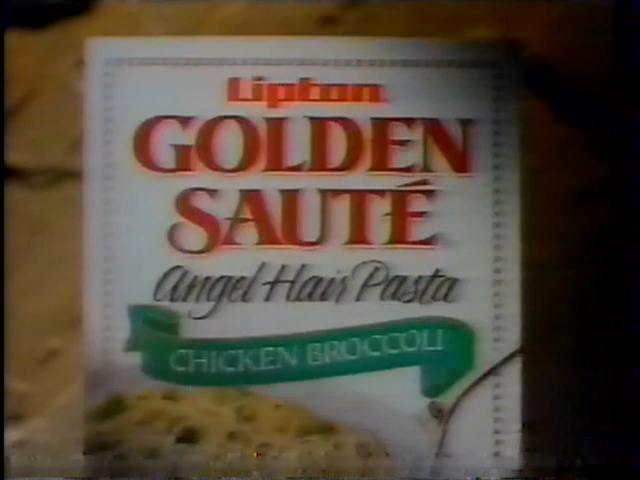 Lipton
GOLDEN
SAUTÉ
Angel Hair Pasta
CHICKEN BROCCOLI